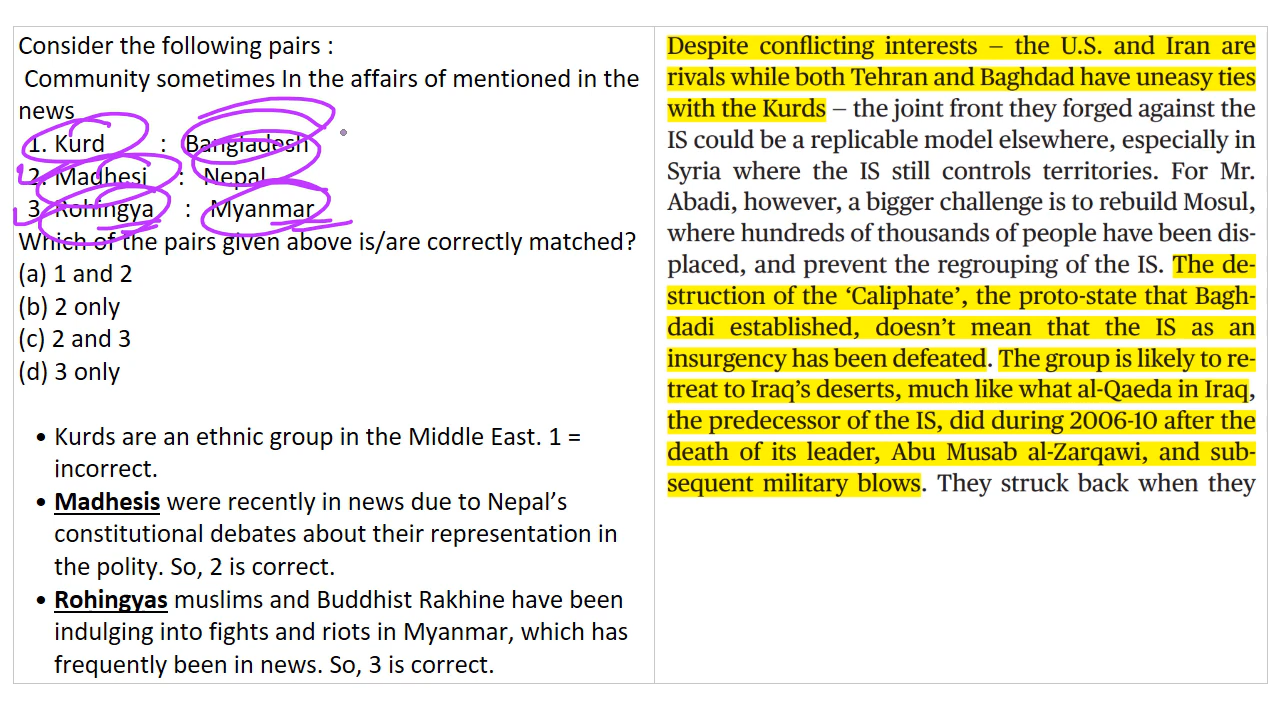 Consider the following pairs :
Community sometimes In the affairs of mentioned in the
news
1. Kurd : Bangladesh
2. Madhesi : Nepal
3. Rohingya : Myanmar
Which of the pairs given above is/are correctly matched?
(a) 1 and 2
(b) 2 only
(c) 2 and 3
(d) 3 only
• Kurds are an ethnic group in the Middle East. 1 =
incorrect.
• Madhesis were recently in news due to Nepal’s
constitutional debates about their representation in
the polity. So, 2 is correct.
• Rohingyas muslims and Buddhist Rakhine have been
indulging into fights and riots in Myanmar, which has
frequently been in news. So, 3 is correct.
Despite conflicting interests – the U.S. and Iran are
rivals while both Tehran and Baghdad have uneasy ties
with the Kurds – the joint front they forged against the
IS could be a replicable model elsewhere, especially in
Syria where the IS still controls territories. For Mr.
Abadi, however, a bigger challenge is to rebuild Mosul,
where hundreds of thousands of people have been dis-
placed, and prevent the regrouping of the IS. The de-
struction of the ‘Caliphate’, the proto-state that Bagh-
dadi established, doesn’t mean that the IS as an
insurgency has been defeated. The group is likely to re-
treat to Iraq’s deserts, much like what al-Qaeda in Iraq,
the predecessor of the IS, did during 2006-10 after the
death of its leader, Abu Musab al-Zarqawi, and sub-
sequent military blows. They struck back when they